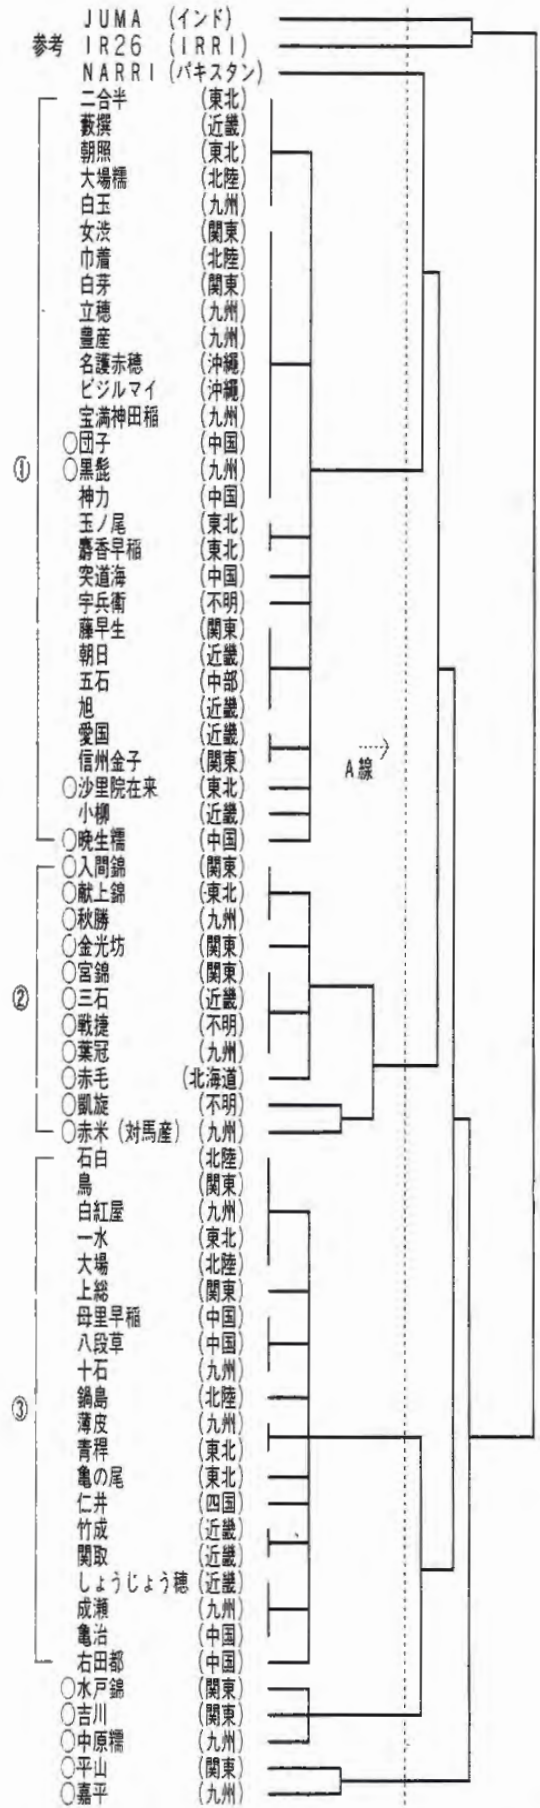 JUMA (インド)
参考 IR26 (IRRI)
NARRI (パキスタン)
二合半 (東北)
藪撰 (近畿)
朝照 (東北)
大場糯 (北陸)
白玉 (九州)
女渋 (関東)
巾着 (北陸)
白芽 (関東)
立穂 (九州)
豊産 (九州)
名護赤穂 (沖縄)
ビジルマイ (沖縄)
宝満神田稲 (九州)
○団子 (中国)
① ○黒髭 (九州)
神力 (中国)
玉ノ尾 (東北)
麝香早稲 (東北)
突道海 (中国)
宇兵衛 (不明)
藤早生 (関東)
朝日 (近畿)
五石 (中部)
旭 (近畿)
愛国 (近畿)
信州金子 (関東)
A線
○沙里院在来 (東北)
小柳 (近畿)
○晩生糯 (中国)
○入間錦 (関東)
○献上錦 (東北)
○秋勝 (九州)
○金光坊 (関東)
○宮錦 (関東)
② ○三石 (近畿)
○戦捷 (不明)
○葉冠 (九州)
○赤毛 (北海道)
○凱旋 (不明)
○赤米 (対馬産) (九州)
石白 (北陸)
鳥 (関東)
白紅屋 (九州)
一水 (東北)
大場 (北陸)
上総 (関東)
母里早稲 (中国)
八段草 (中国)
十石 (九州)
③ 鍋島 (北陸)
薄皮 (九州)
青稈 (東北)
亀の尾 (東北)
仁井 (四国)
竹成 (近畿)
関取 (近畿)
しょうじょう穂 (近畿)
成瀬 (九州)
亀治 (中国)
右田都 (中国)
○水戸錦 (関東)
○吉川 (関東)
○中原糯 (九州)
○平山 (関東)
○嘉平 (九州)